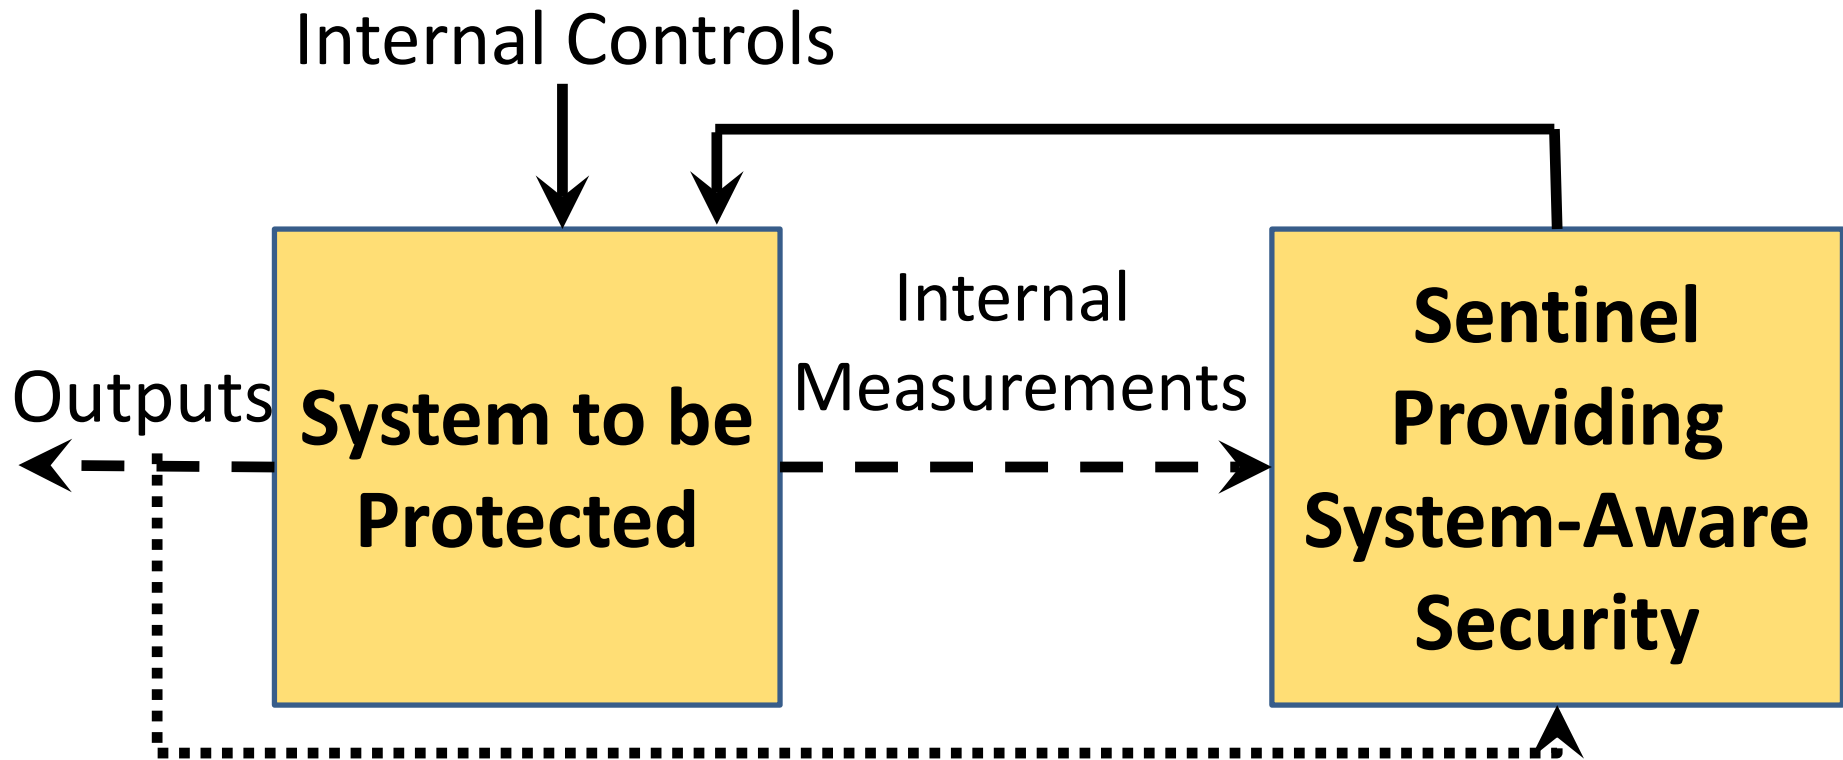 Internal Controls
Outputs
System to be
Protected
Internal
Measurements
Sentinel
Providing
System-Aware
Security